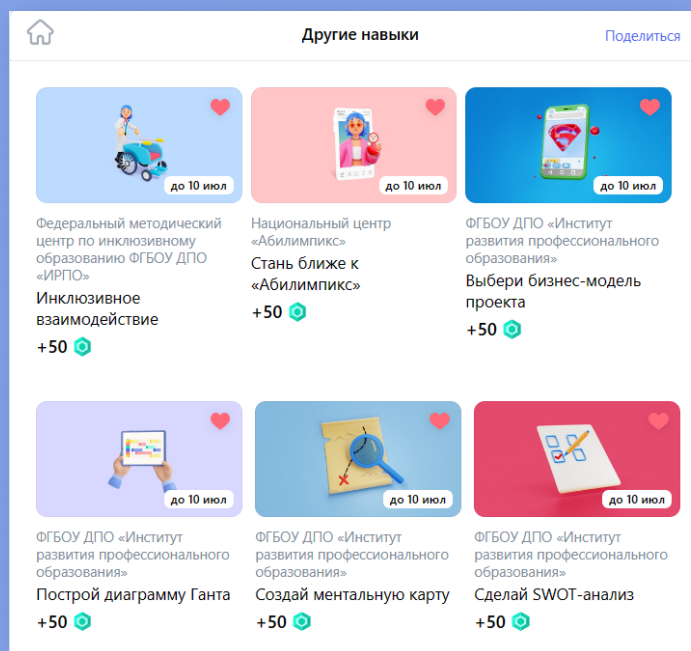 Другие навыки
Поделиться
до 10 июл
Федеральный методический
центр по инклюзивному
образованию ФГБОУ ДПО
«ИРПО»
Инклюзивное
взаимодействие
+50
до 10 июл
Национальный центр
«Абилимпикс»
Стань ближе к
«Абилимпикс»
+50
до 10 июл
ФГБОУ ДПО «Институт
развития профессионального
образования»
Выбери бизнес-модель
проекта
+50
до 10 июл
ФГБОУ ДПО «Институт
развития профессионального
образования»
Построй диаграмму Ганта
+50
до 10 июл
ФГБОУ ДПО «Институт
развития профессионального
образования»
Создай ментальную карту
+50
до 10 июл
ФГБОУ ДПО «Институт
развития профессионального
образования»
Сделай SWOT-анализ
+50